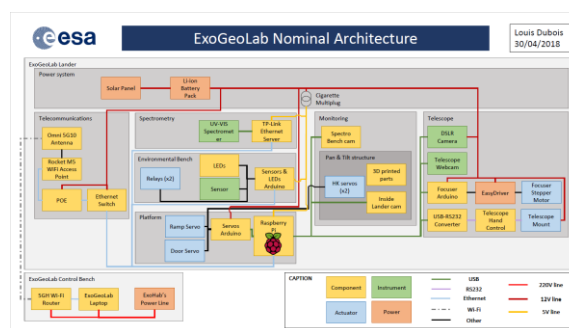 esa
ExoGeoLab Nominal Architecture
Louis Dubois
30/04/2018
ExoGeoLab Lander
Power system
Solar Panel
Li-ion
Battery
Pack
Cigarette
Multiplug
Telecommunications
Omni 5G10
Antenna
Rocket M5
WiFi Access
Point
POE
Ethernet
Switch
Spectrometry
UV-VIS
Spectromet
er
TP-Link
Ethernet
Server
Environmental Bench
Relays (x2)
LEDs
Sensor
Sensors &
LEDs
Arduino
Platform
Ramp Servo
Door Servo
Servos
Arduino
Raspberry
Pi
Monitoring
Spectro
Bench cam
Pan & Tilt structure
HK servos
(x2)
3D printed
parts
Inside
Lander cam
Telescope
DSLR
Camera
Telescope
Webcam
Focuser
Arduino
EasyDriver
Focuser
Stepper
Motor
USB-RS232
Converter
Telescope
Hand
Control
Telescope
Mount
ExoGeoLab Control Bench
5GH Wi-Fi
Router
ExoGeoLab
Laptop
ExoHab's
Power Line
CAPTION
Component
Instrument
Actuator
Power
USB
RS232
Ethernet
Wi-Fi
Other
220V line
12V line
5V line